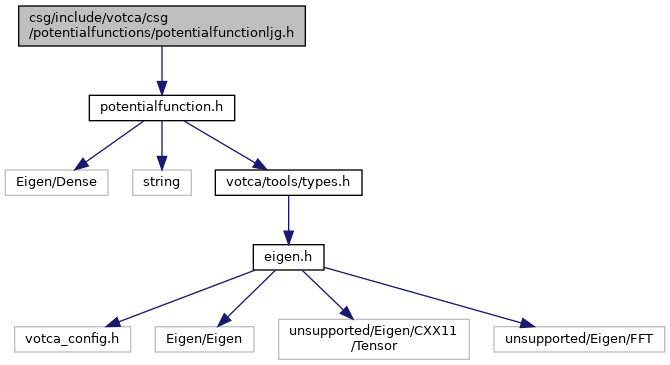 csg/include/votca/csg
/potentialfunctions/potentialfunctionljg.h
potentialfunction.h
Eigen/Dense
string
votca/tools/types.h
eigen.h
votca_config.h
Eigen/Eigen
unsupported/Eigen/CXX11
/Tensor
unsupported/Eigen/FFT